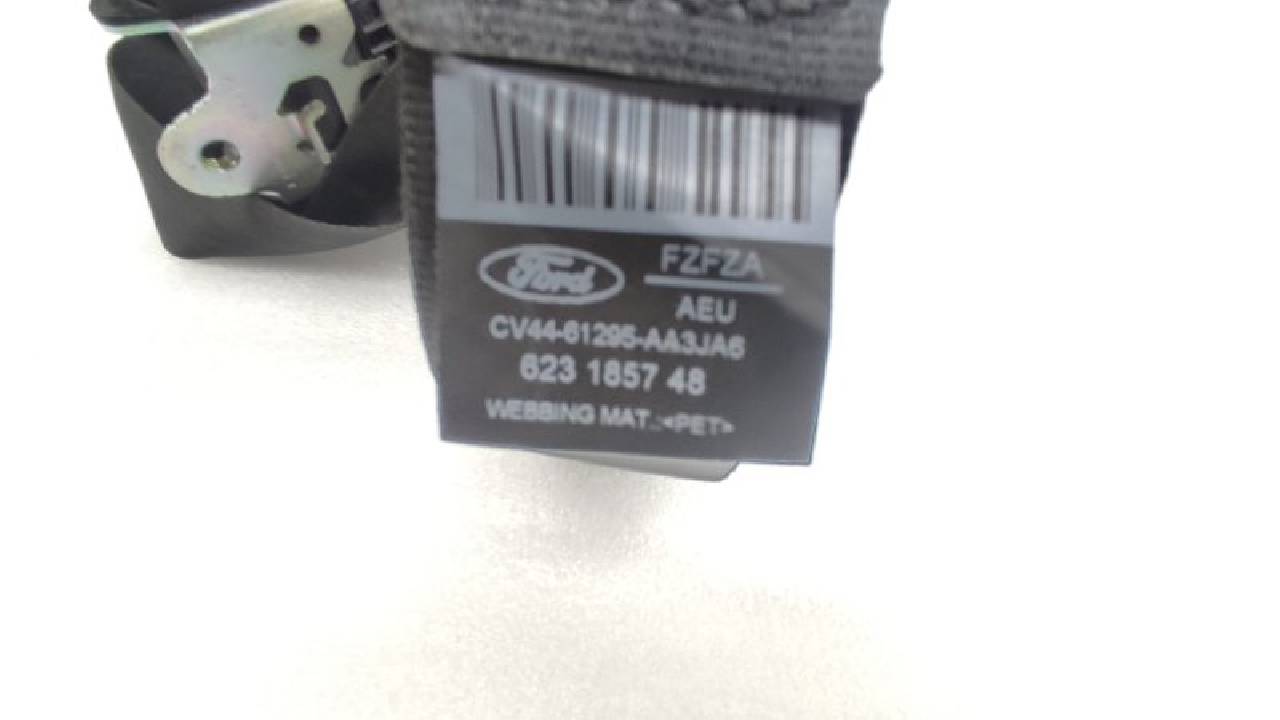 Ford
FZFZA
AEU
CV44-61295-AA3JA6
623 1857 48
WEBBING MAT.:<PET>